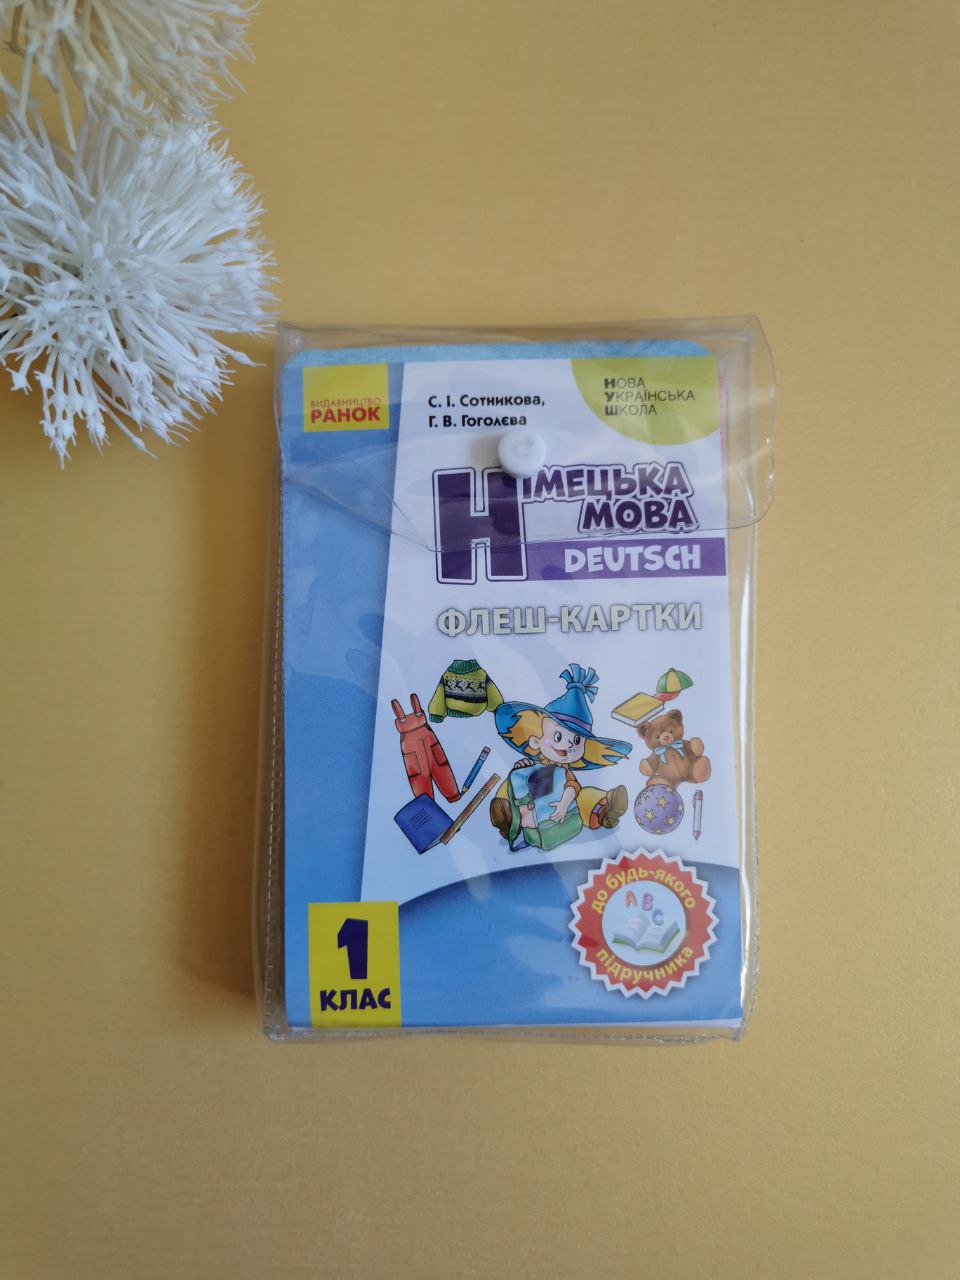 ВИДАВНИЦТВО
РАНОК
С. І. Сотникова,
Г. В. Гоголєва
НОВА
УКРАЇНСЬКА
ШКОЛА
НІМЕЦЬКА
МОВА
DEUTSCH
ФЛЕШ-КАРТКИ
до будь-якого
ABC
підручника
1
КЛАС